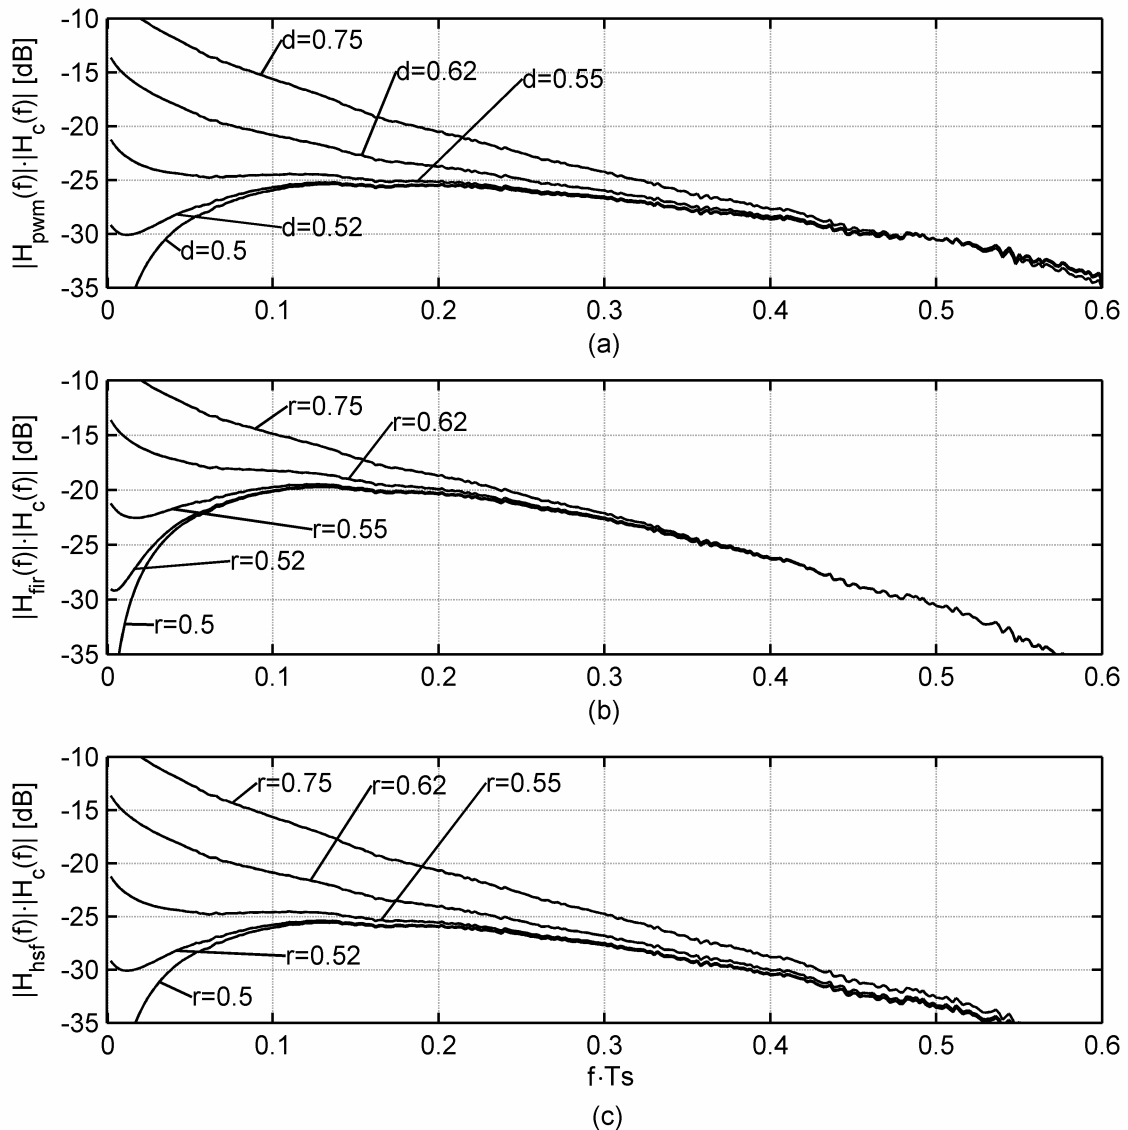 |H_pwm(f)|·|H_c(f)| [dB]
-10
-15
-20
-25
-30
-35
d=0.75
d=0.62
d=0.55
d=0.52
d=0.5
0 0.1 0.2 0.3 0.4 0.5 0.6
(a)
|H_fir(f)|·|H_c(f)| [dB]
-10
-15
-20
-25
-30
-35
r=0.75
r=0.62
r=0.55
r=0.52
r=0.5
0 0.1 0.2 0.3 0.4 0.5 0.6
(b)
|H_hsf(f)|·|H_c(f)| [dB]
-10
-15
-20
-25
-30
-35
r=0.75
r=0.62
r=0.55
r=0.52
r=0.5
0 0.1 0.2 0.3 0.4 0.5 0.6
f·Ts
(c)